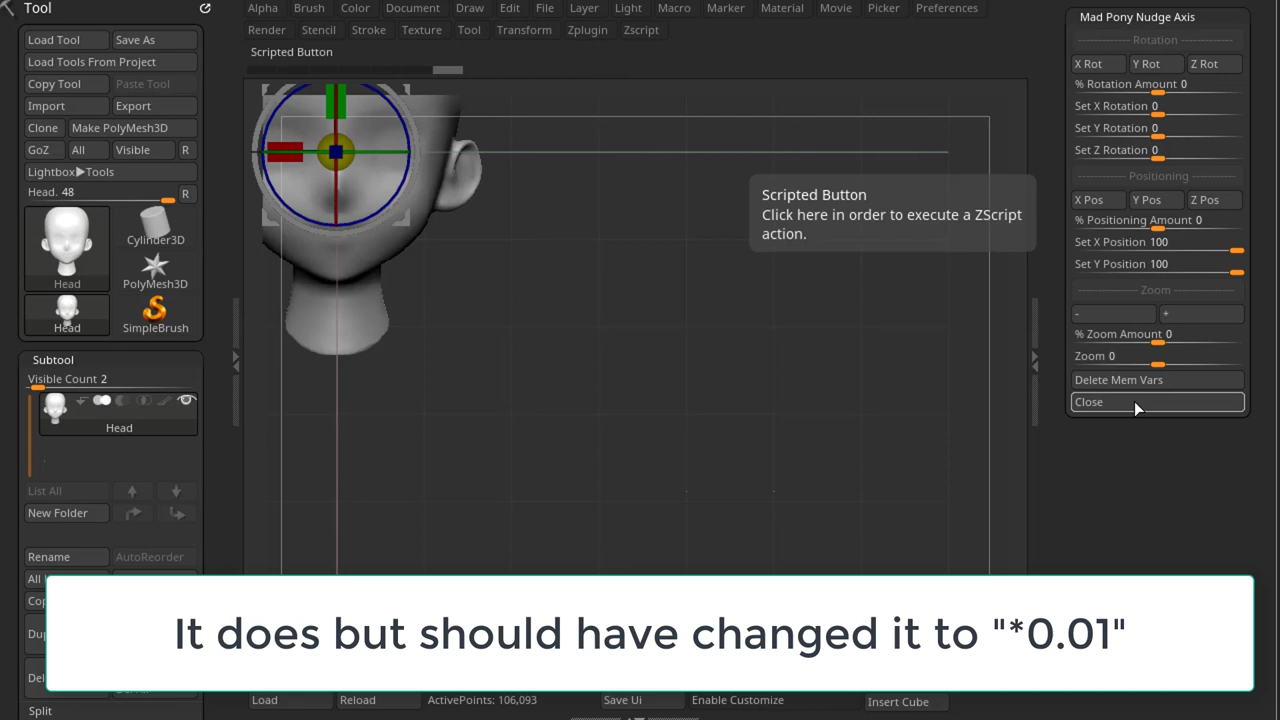 Tool
Alpha Brush Color Document Draw Edit File Layer Light Macro Marker Material Movie Picker Preferences
Render Stencil Stroke Texture Tool Transform Zplugin Zscript
Scripted Button
Load Tool Save As
Load Tools From Project
Copy Tool Paste Tool
Import Export
Clone Make PolyMesh3D
GoZ All Visible R
Lightbox▶Tools
Head. 48 R
Head
Cylinder3D
PolyMesh3D
Head
SimpleBrush
Subtool
Visible Count 2
Head
List All
New Folder
Rename AutoReorder
All
Cop
Dup
Del
Split
Scripted Button
Click here in order to execute a ZScript
action.
Mad Pony Nudge Axis
Rotation
X Rot Y Rot Z Rot
% Rotation Amount 0
Set X Rotation 0
Set Y Rotation 0
Set Z Rotation 0
Positioning
X Pos Y Pos Z Pos
% Positioning Amount 0
Set X Position 100
Set Y Position 100
Zoom
- +
% Zoom Amount 0
Zoom 0
Delete Mem Vars
Close
It does but should have changed it to "*0.01"
Load Reload ActivePoints: 106,093 Save Ui Enable Customize Insert Cube